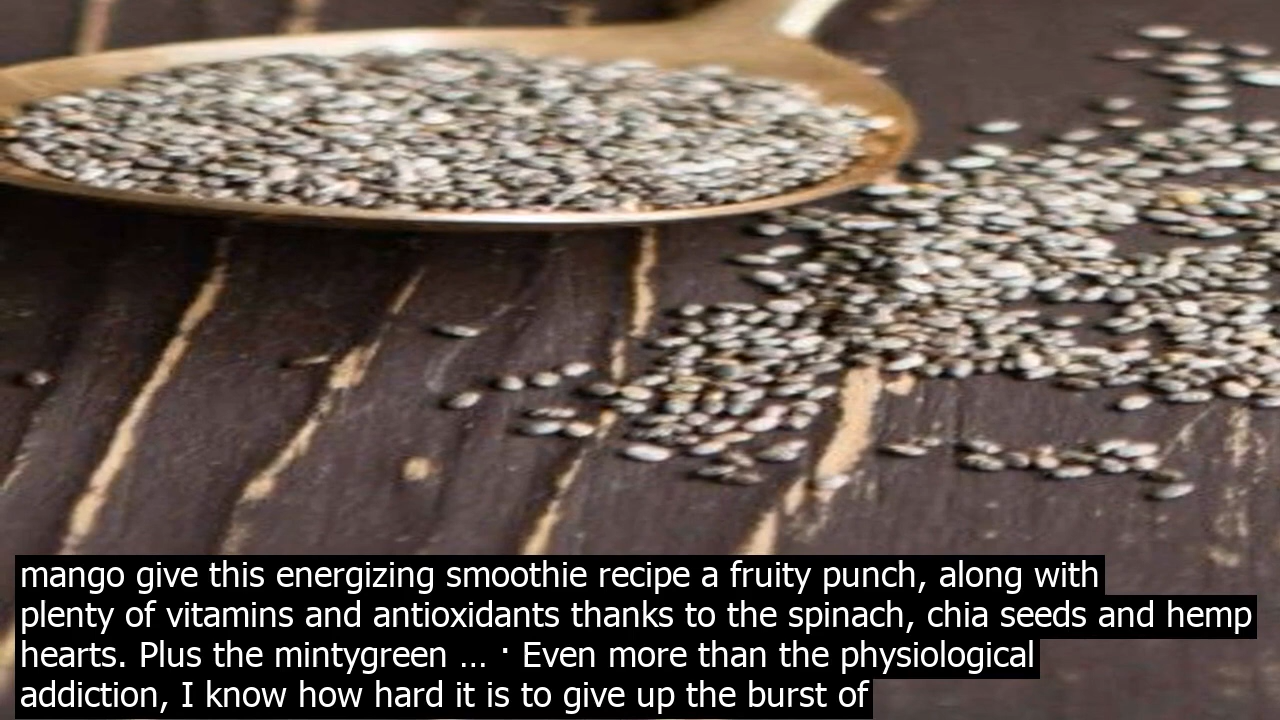 mango give this energizing smoothie recipe a fruity punch, along with
plenty of vitamins and antioxidants thanks to the spinach, chia seeds and hemp
hearts. Plus the mintygreen ... · Even more than the physiological
addiction, I know how hard it is to give up the burst of